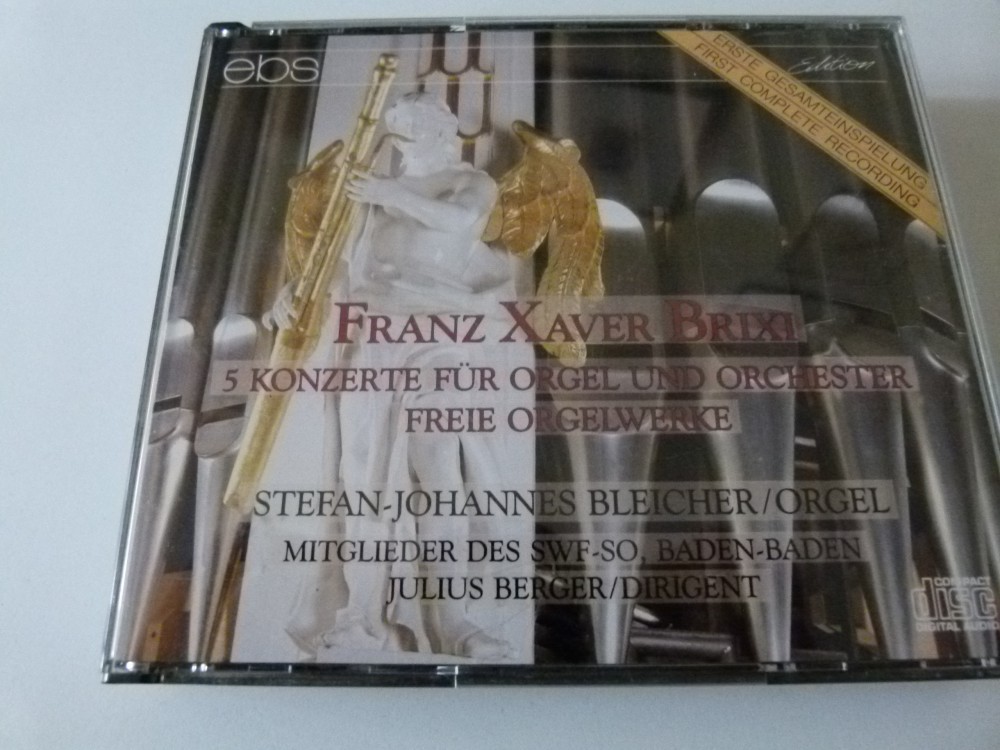 ebs
Edition
ERSTE GESAMTEINSPIELUNG
FIRST COMPLETE RECORDING
FRANZ XAVER BRIXI
5 KONZERTE FÜR ORGEL UND ORCHESTER
FREIE ORGELWERKE
STEFAN-JOHANNES BLEICHER/ORGEL
MITGLIEDER DES SWF-SO, BADEN-BADEN
JULIUS BERGER/DIRIGENT
COMPACT
disc
DIGITAL AUDIO